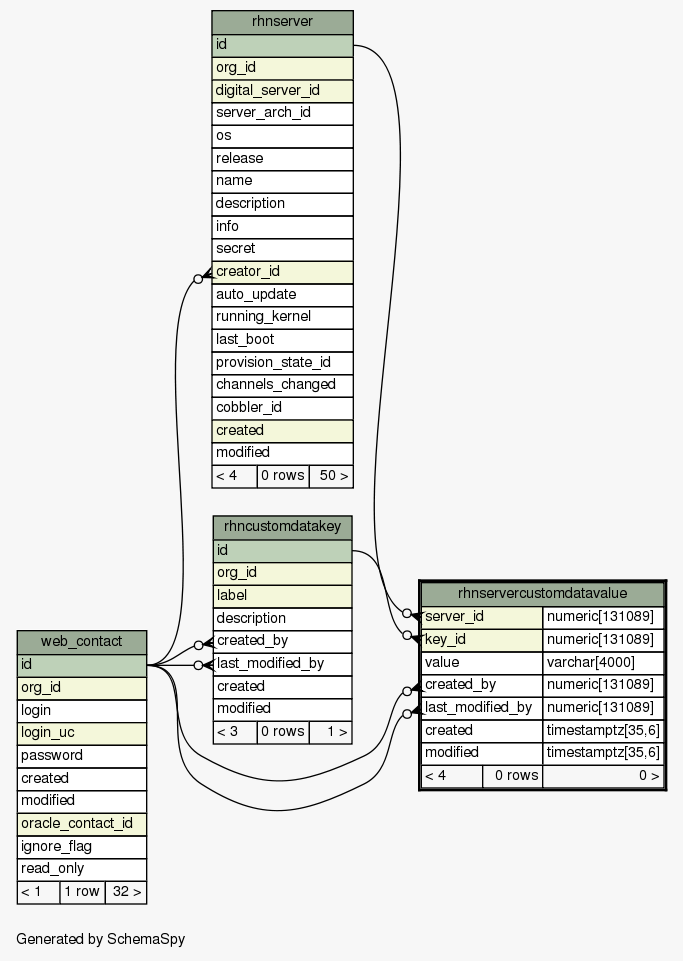 rhnserver
id
org_id
digital_server_id
server_arch_id
os
release
name
description
info
secret
creator_id
auto_update
running_kernel
last_boot
provision_state_id
channels_changed
cobbler_id
created
modified
< 4 0 rows 50 >
rhncustomdatakey
id
org_id
label
description
created_by
last_modified_by
created
modified
< 3 0 rows 1 >
rhnservercustomdatavalue
server_id numeric[131089]
key_id numeric[131089]
value varchar[4000]
created_by numeric[131089]
last_modified_by numeric[131089]
created timestamptz[35,6]
modified timestamptz[35,6]
< 4 0 rows 0 >
web_contact
id
org_id
login
login_uc
password
created
modified
oracle_contact_id
ignore_flag
read_only
< 1 1 row 32 >
Generated by SchemaSpy